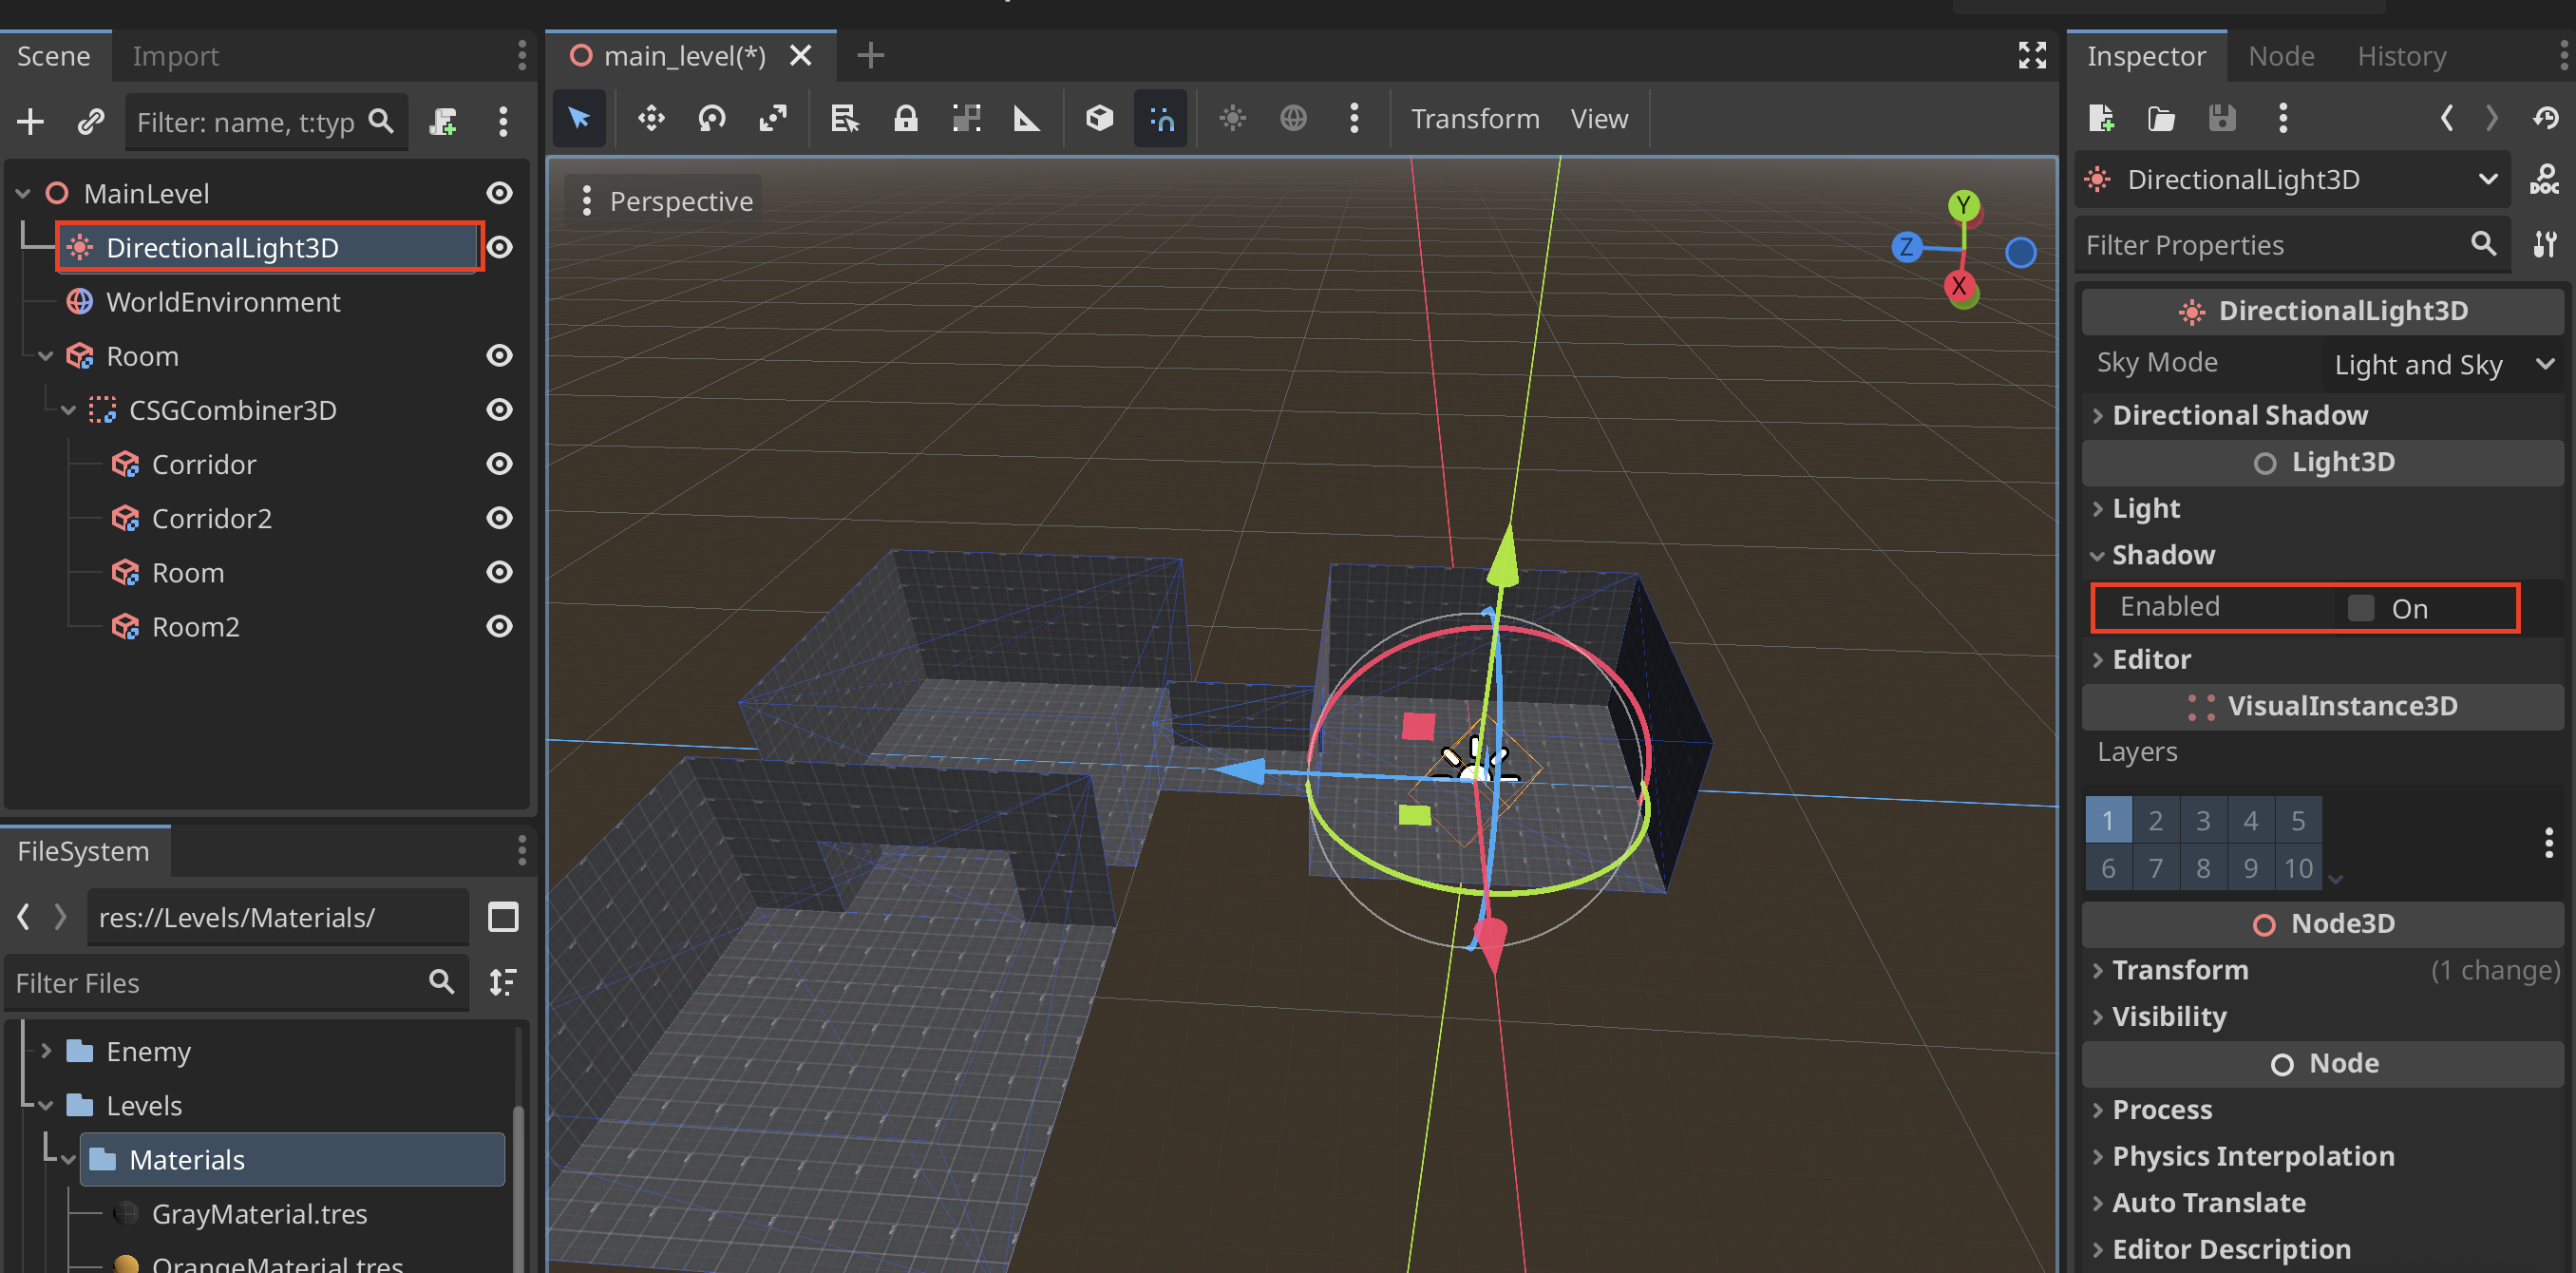 Scene
Import
Filter: name, t:typ
MainLevel
DirectionalLight3D
WorldEnvironment
Room
CSGCombiner3D
Corridor
Corridor2
Room
Room2
FileSystem
res://Levels/Materials/
Filter Files
Enemy
Levels
Materials
GrayMaterial.tres
OrangeMaterial.tres
main_level(*)
Transform View
Perspective
Y
Z
X
Inspector Node History
DirectionalLight3D
DOC
Filter Properties
DirectionalLight3D
Sky Mode Light and Sky
Directional Shadow
Light3D
Light
Shadow
Enabled On
Editor
VisualInstance3D
Layers
1 2 3 4 5
6 7 8 9 10
Node3D
Transform (1 change)
Visibility
Node
Process
Physics Interpolation
Auto Translate
Editor Description